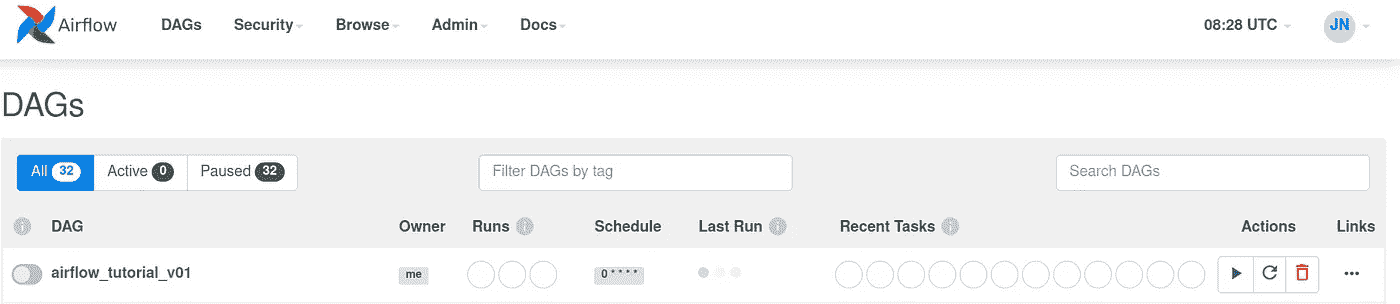 Airflow DAGs Security Browse Admin Docs 08:28 UTC JN
DAGs
All 32 Active 0 Paused 32 Filter DAGs by tag Search DAGs
i DAG Owner Runs i Schedule Last Run i Recent Tasks i Actions Links
airflow_tutorial_v01 me 0 * * * *